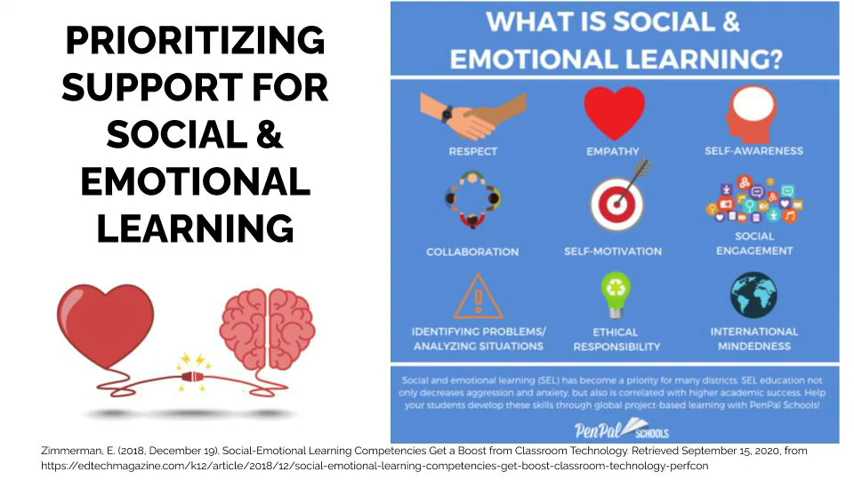 PRIORITIZING
SUPPORT FOR
SOCIAL &
EMOTIONAL
LEARNING
WHAT IS SOCIAL &
EMOTIONAL LEARNING?
RESPECT
EMPATHY
SELF-AWARENESS
COLLABORATION
SELF-MOTIVATION
SOCIAL
ENGAGEMENT
IDENTIFYING PROBLEMS/
ANALYZING SITUATIONS
ETHICAL
RESPONSIBILITY
INTERNATIONAL
MINDEDNESS
Social and emotional learning (SEL) has become a priority for many districts. SEL education not
only decreases aggression and anxiety, but also is correlated with higher academic success. Help
your students develop these skills through global project-based learning with PenPal Schools!
PenPal SCHOOLS
Zimmerman, E. (2018, December 19). Social-Emotional Learning Competencies Get a Boost from Classroom Technology. Retrieved September 15, 2020, from
https://edtechmagazine.com/k12/article/2018/12/social-emotional-learning-competencies-get-boost-classroom-technology-perfcon